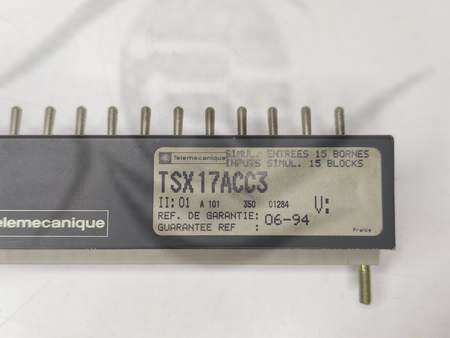 Telemecanique
SIMUL. ENTREES 15 BORNES
INPUTS SIMUL. 15 BLOCKS
TSX17ACC3
II: 01 A 101 350 01284 V:
REF. DE GARANTIE: 06-94
GUARANTEE REF :
France
elemecanique